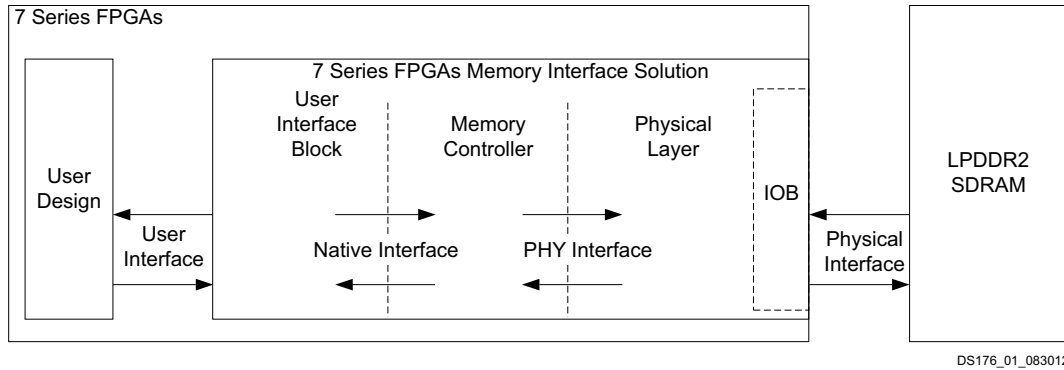 7 Series FPGAs
7 Series FPGAs Memory Interface Solution
User
Interface
Block
Memory
Controller
Physical
Layer
User
Design
IOB
LPDDR2
SDRAM
User
Interface
Native Interface
PHY Interface
Physical
Interface
DS176_01_083012